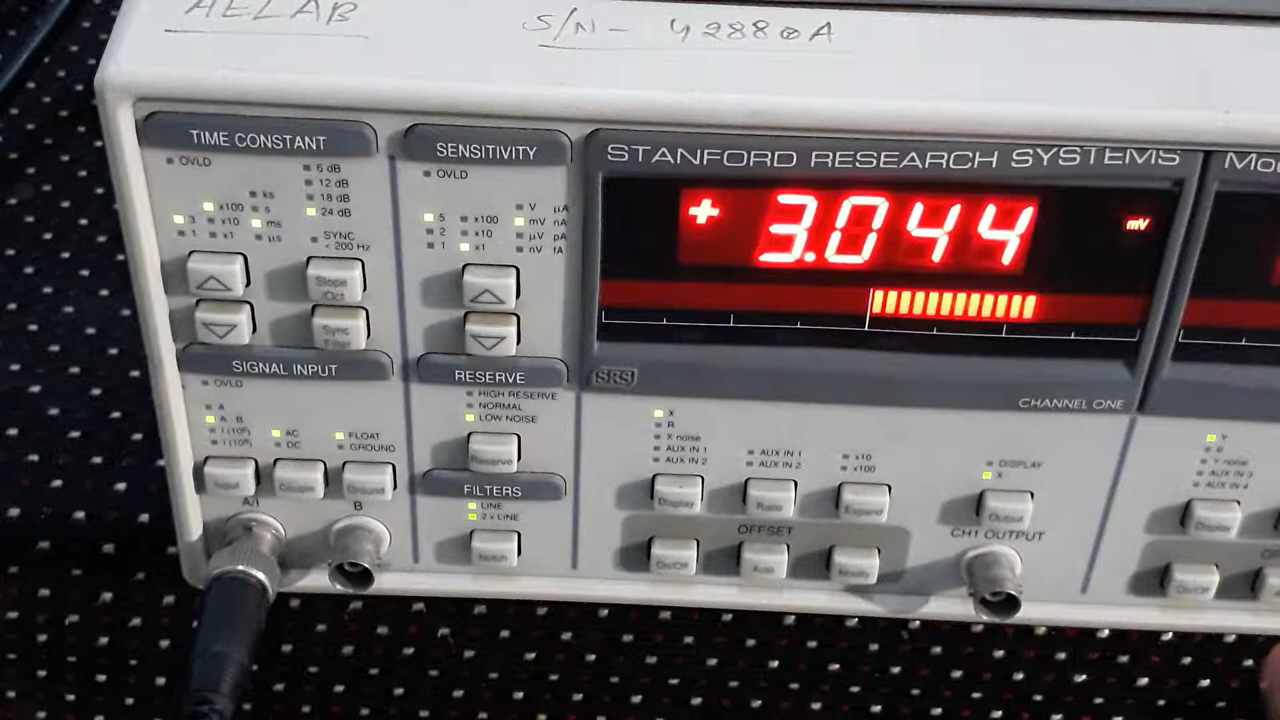 AELAB
S/N- 42880A
TIME CONSTANT
OVLD
6 dB
12 dB
18 dB
24 dB
x100
x10
x1
ks
s
ms
µs
3
1
SYNC
< 200 Hz
Slope
/Oct
Sync
Filter
SENSITIVITY
OVLD
5
2
1
x100
x10
x1
V µA
mV nA
µV pA
nV fA
STANFORD RESEARCH SYSTEMS
+ 3.044 mV
SRS
CHANNEL ONE
SIGNAL INPUT
OVLD
A
A - B
I (10⁶)
I (10⁸)
AC
DC
FLOAT
GROUND
Input
Couple
Ground
A/I
B
RESERVE
HIGH RESERVE
NORMAL
LOW NOISE
Reserve
FILTERS
LINE
2 x LINE
Notch
X
R
X noise
AUX IN 1
AUX IN 2
AUX IN 1
AUX IN 2
x10
x100
DISPLAY
X
Display
Ratio
Expand
Output
OFFSET
On/Off
Auto
Modify
CH1 OUTPUT
Y
Y noise
AUX IN 3
AUX IN 4
Display
On/Off